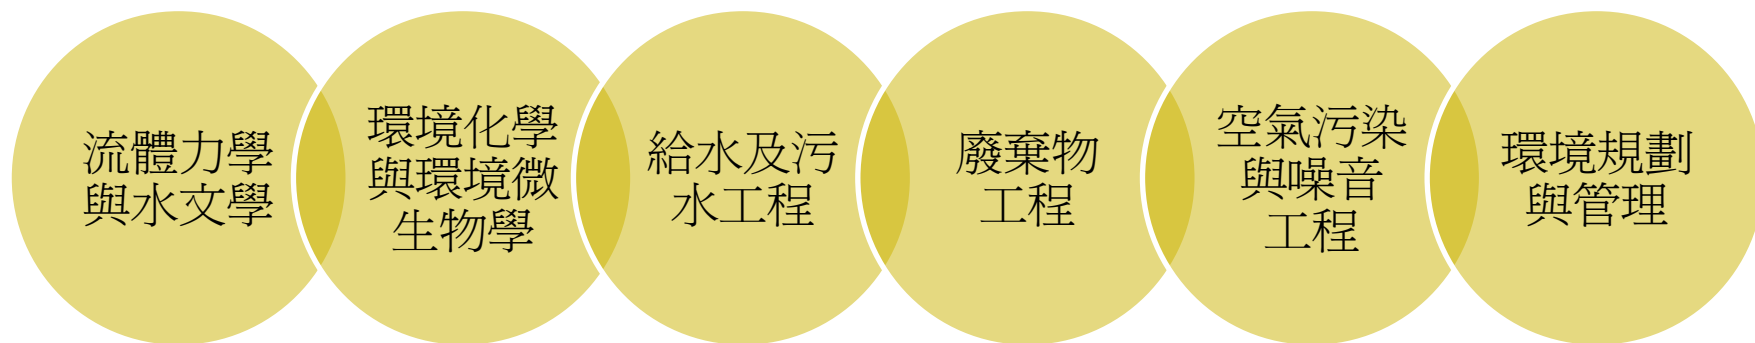 流體力學
與水文學
環境化學
與環境微
生物學
給水及污
水工程
廢棄物
工程
空氣污染
與噪音
工程
環境規劃
與管理